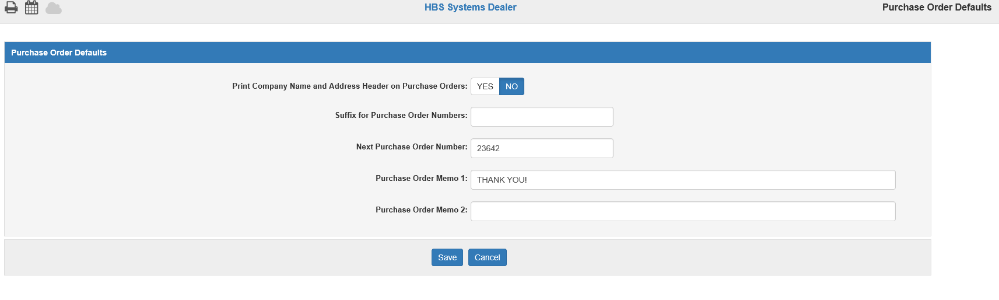 HBS Systems Dealer
Purchase Order Defaults
Purchase Order Defaults
Print Company Name and Address Header on Purchase Orders: YES NO
Suffix for Purchase Order Numbers:
Next Purchase Order Number: 23642
Purchase Order Memo 1: THANK YOU!
Purchase Order Memo 2:
Save Cancel